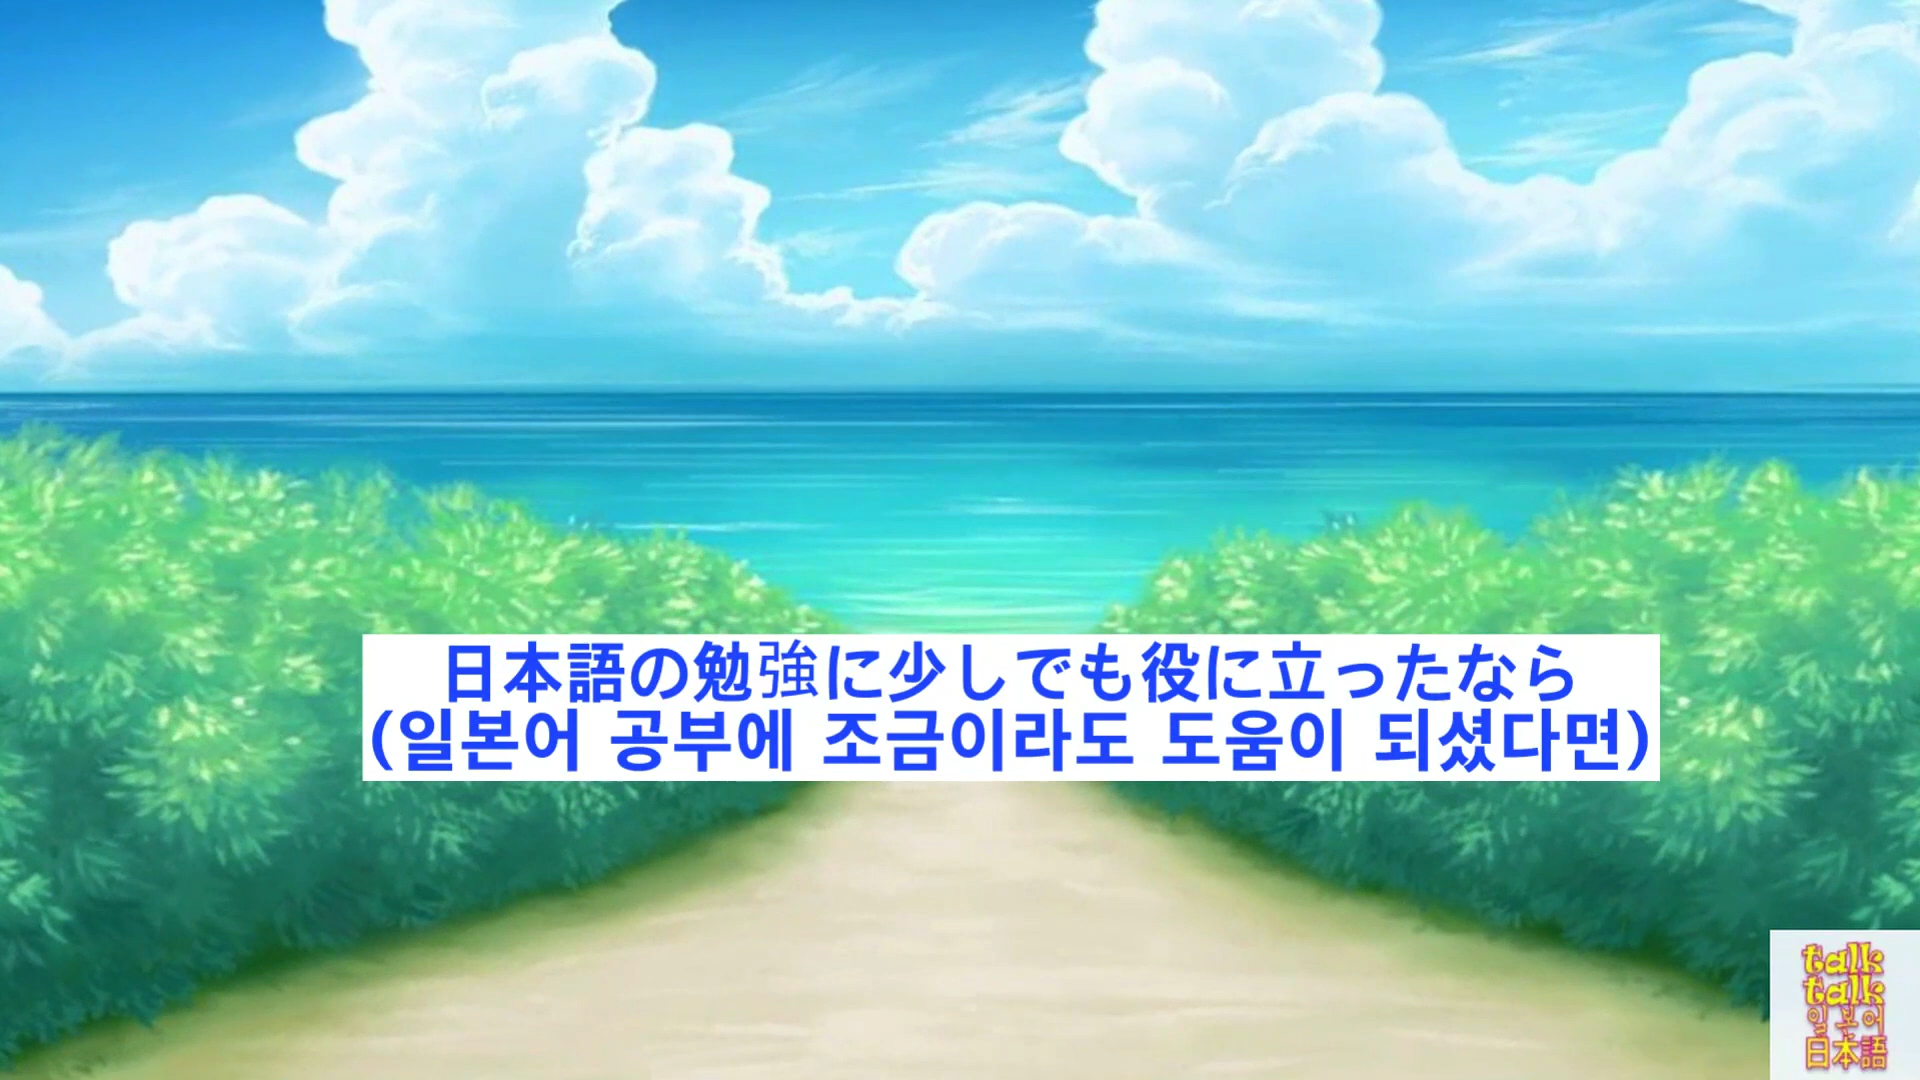 日本語の勉強に少しでも役に立ったなら
(일본어 공부에 조금이라도 도움이 되셨다면)
talk
talk
일본어
日本語